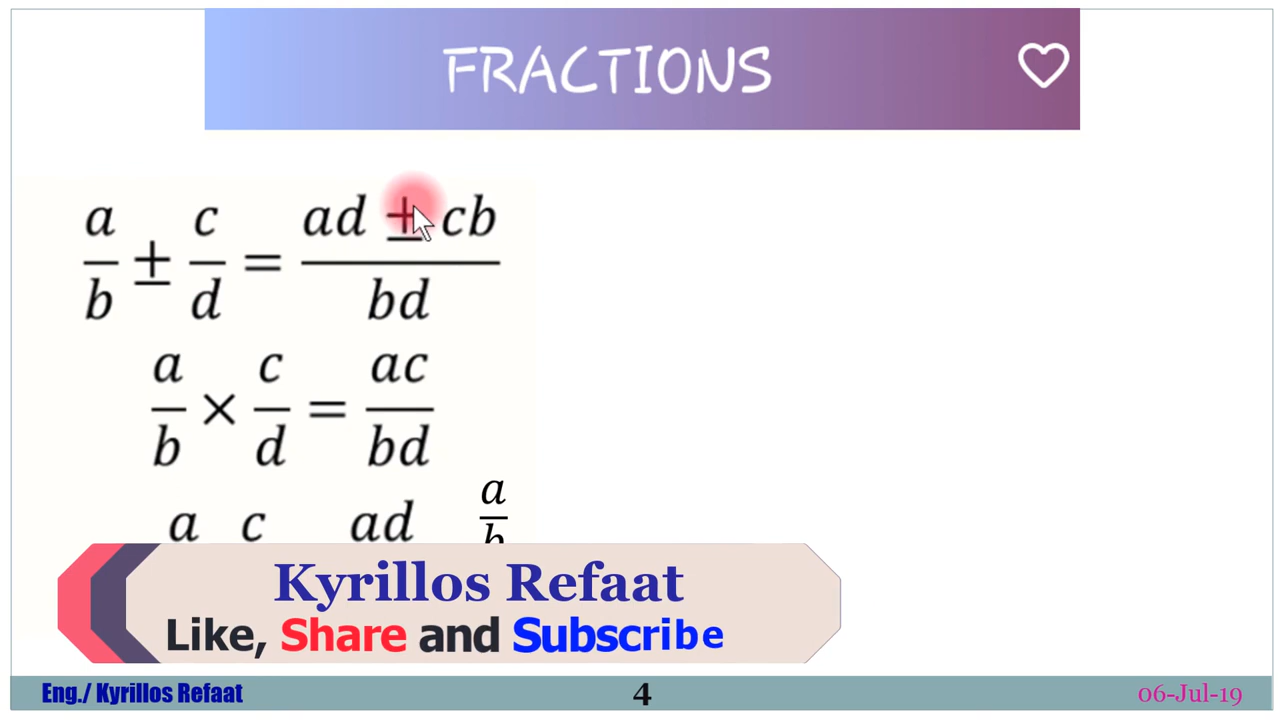 FRACTIONS
a/b ± c/d = ad ± cb / bd
a/b × c/d = ac/bd
a c ad a/b
Kyrillos Refaat
Like, Share and Subscribe
Eng./ Kyrillos Refaat 4 06-Jul-19